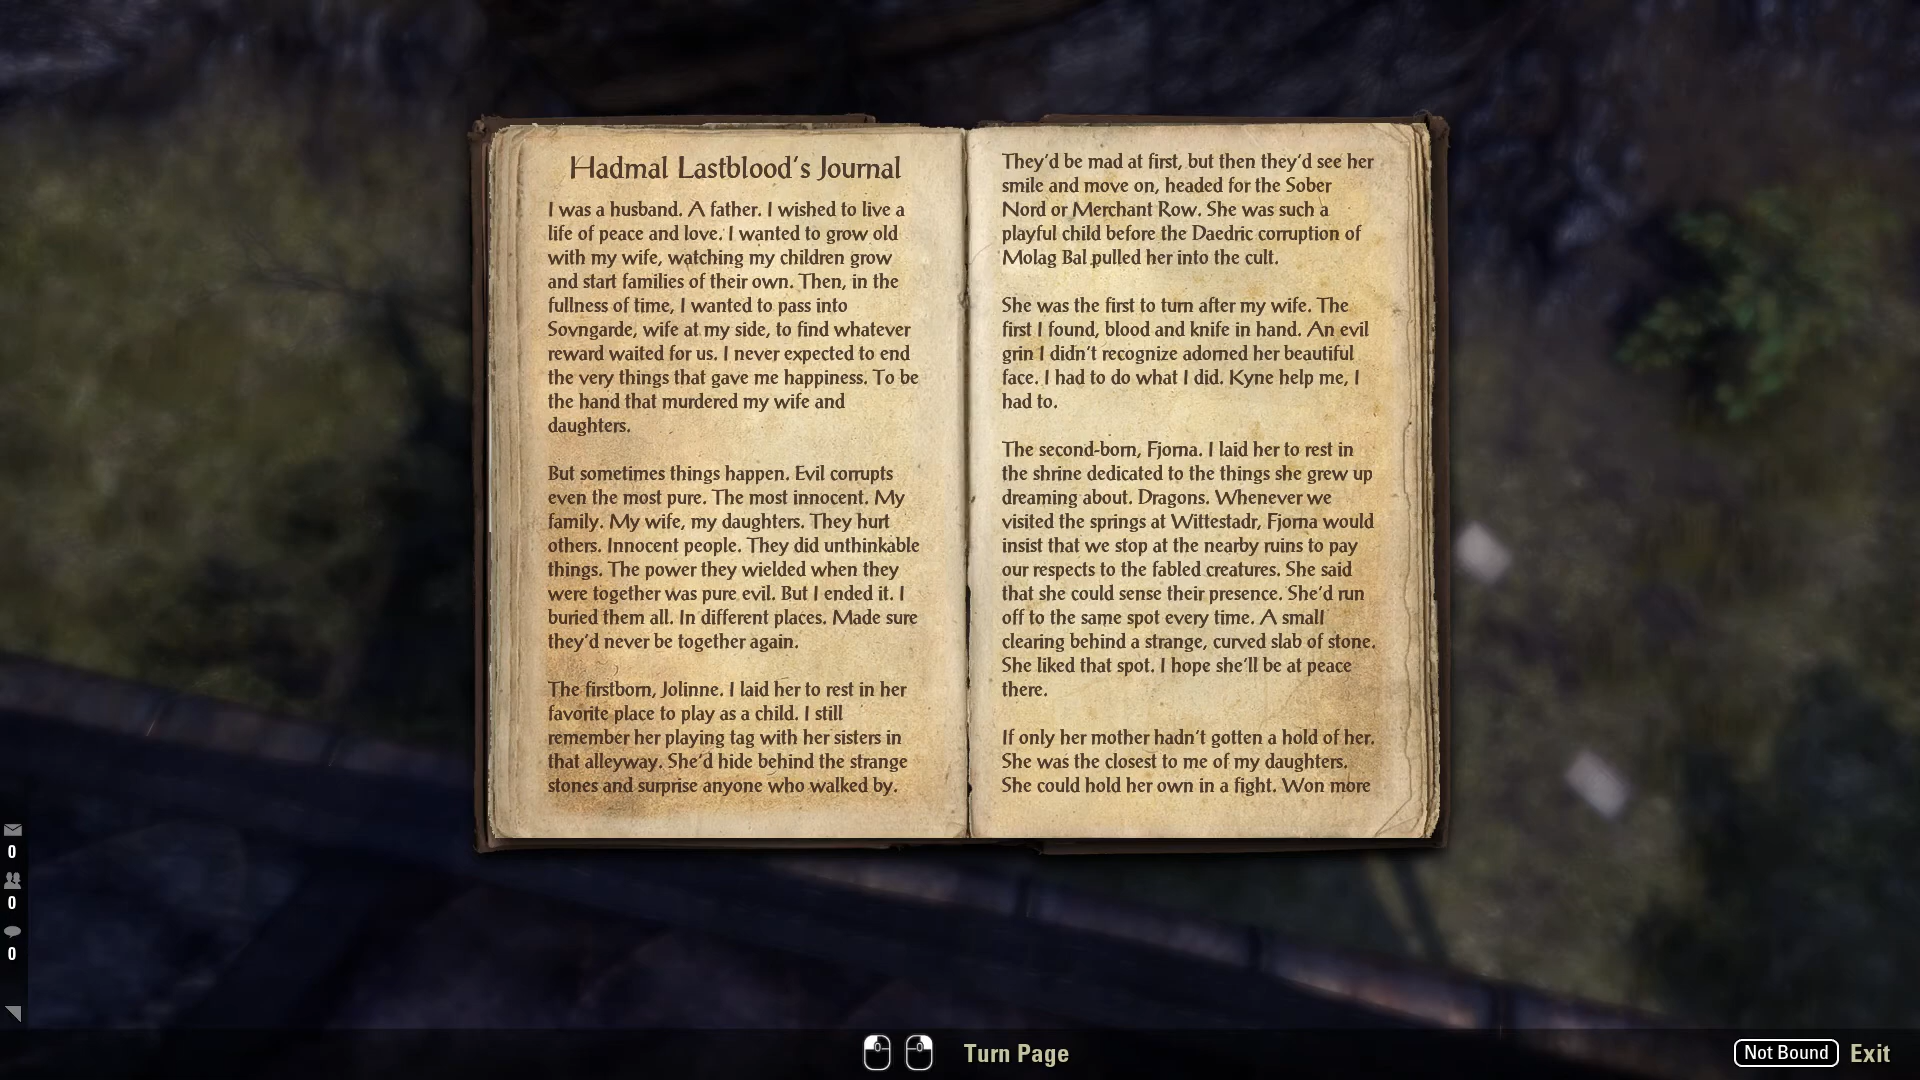 Hadmal Lastblood's Journal
I was a husband. A father. I wished to live a
life of peace and love. I wanted to grow old
with my wife, watching my children grow
and start families of their own. Then, in the
fullness of time, I wanted to pass into
Sovngarde, wife at my side, to find whatever
reward waited for us. I never expected to end
the very things that gave me happiness. To be
the hand that murdered my wife and
daughters.
But sometimes things happen. Evil corrupts
even the most pure. The most innocent. My
family. My wife, my daughters. They hurt
others. Innocent people. They did unthinkable
things. The power they wielded when they
were together was pure evil. But I ended it. I
buried them all. In different places. Made sure
they'd never be together again.
The firstborn, Jolinne. I laid her to rest in her
favorite place to play as a child. I still
remember her playing tag with her sisters in
that alleyway. She'd hide behind the strange
stones and surprise anyone who walked by.
They'd be mad at first, but then they'd see her
smile and move on, headed for the Sober
Nord or Merchant Row. She was such a
playful child before the Daedric corruption of
Molag Bal pulled her into the cult.
She was the first to turn after my wife. The
first I found, blood and knife in hand. An evil
grin I didn't recognize adorned her beautiful
face. I had to do what I did. Kyne help me, I
had to.
The second-born, Fjorna. I laid her to rest in
the shrine dedicated to the things she grew up
dreaming about. Dragons. Whenever we
visited the springs at Wittestadr, Fjorna would
insist that we stop at the nearby ruins to pay
our respects to the fabled creatures. She said
that she could sense their presence. She'd run
off to the same spot every time. A small
clearing behind a strange, curved slab of stone.
She liked that spot. I hope she'll be at peace
there.
If only her mother hadn't gotten a hold of her.
She was the closest to me of my daughters.
She could hold her own in a fight. Won more
0
0
0
Turn Page
Not Bound Exit